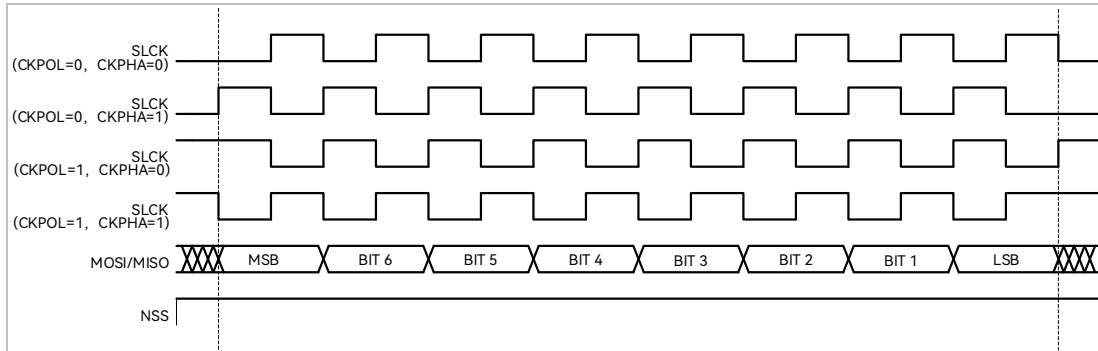 SLCK
(CKPOL=0, CKPHA=0)
SLCK
(CKPOL=0, CKPHA=1)
SLCK
(CKPOL=1, CKPHA=0)
SLCK
(CKPOL=1, CKPHA=1)
MOSI/MISO MSB BIT 6 BIT 5 BIT 4 BIT 3 BIT 2 BIT 1 LSB
NSS